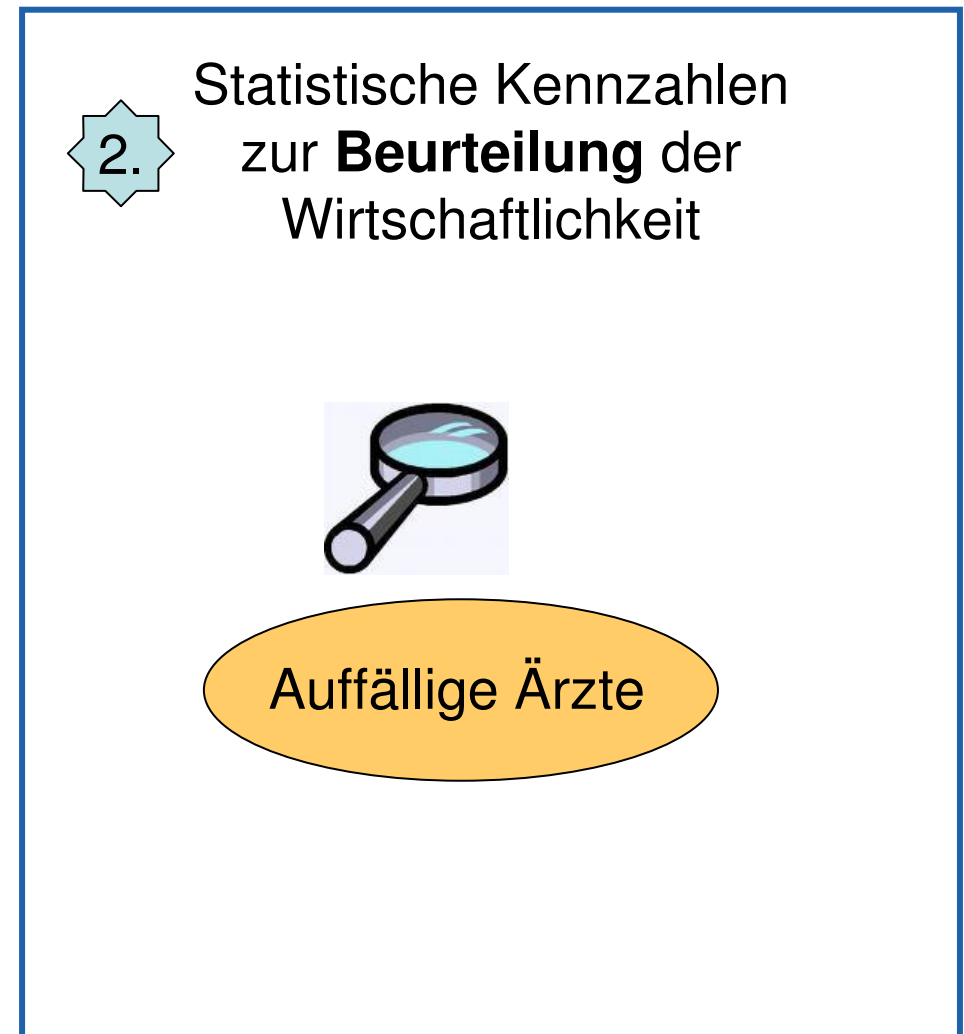 Statistische Kennzahlen
2. zur Beurteilung der
Wirtschaftlichkeit
Auffällige Ärzte